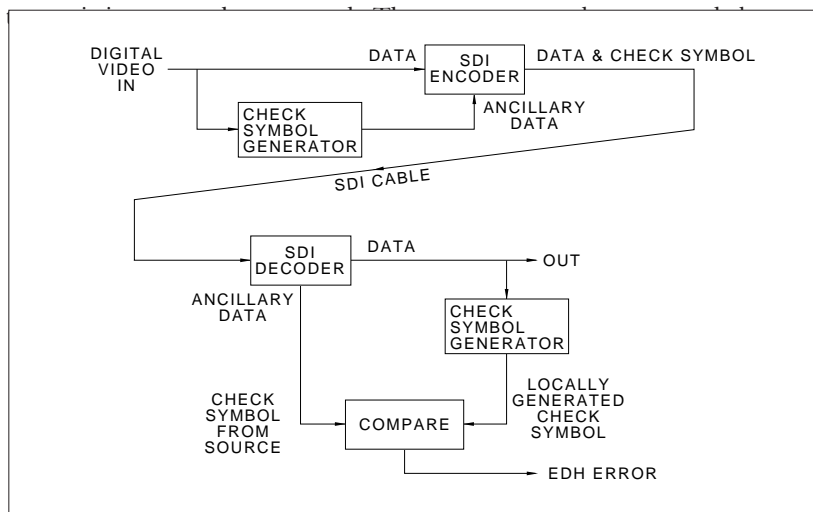 DIGITAL
VIDEO
IN
DATA
SDI
ENCODER
DATA & CHECK SYMBOL
CHECK
SYMBOL
GENERATOR
ANCILLARY
DATA
SDI CABLE
SDI
DECODER
DATA
OUT
ANCILLARY
DATA
CHECK
SYMBOL
GENERATOR
CHECK
SYMBOL
FROM
SOURCE
COMPARE
LOCALLY
GENERATED
CHECK
SYMBOL
EDH ERROR